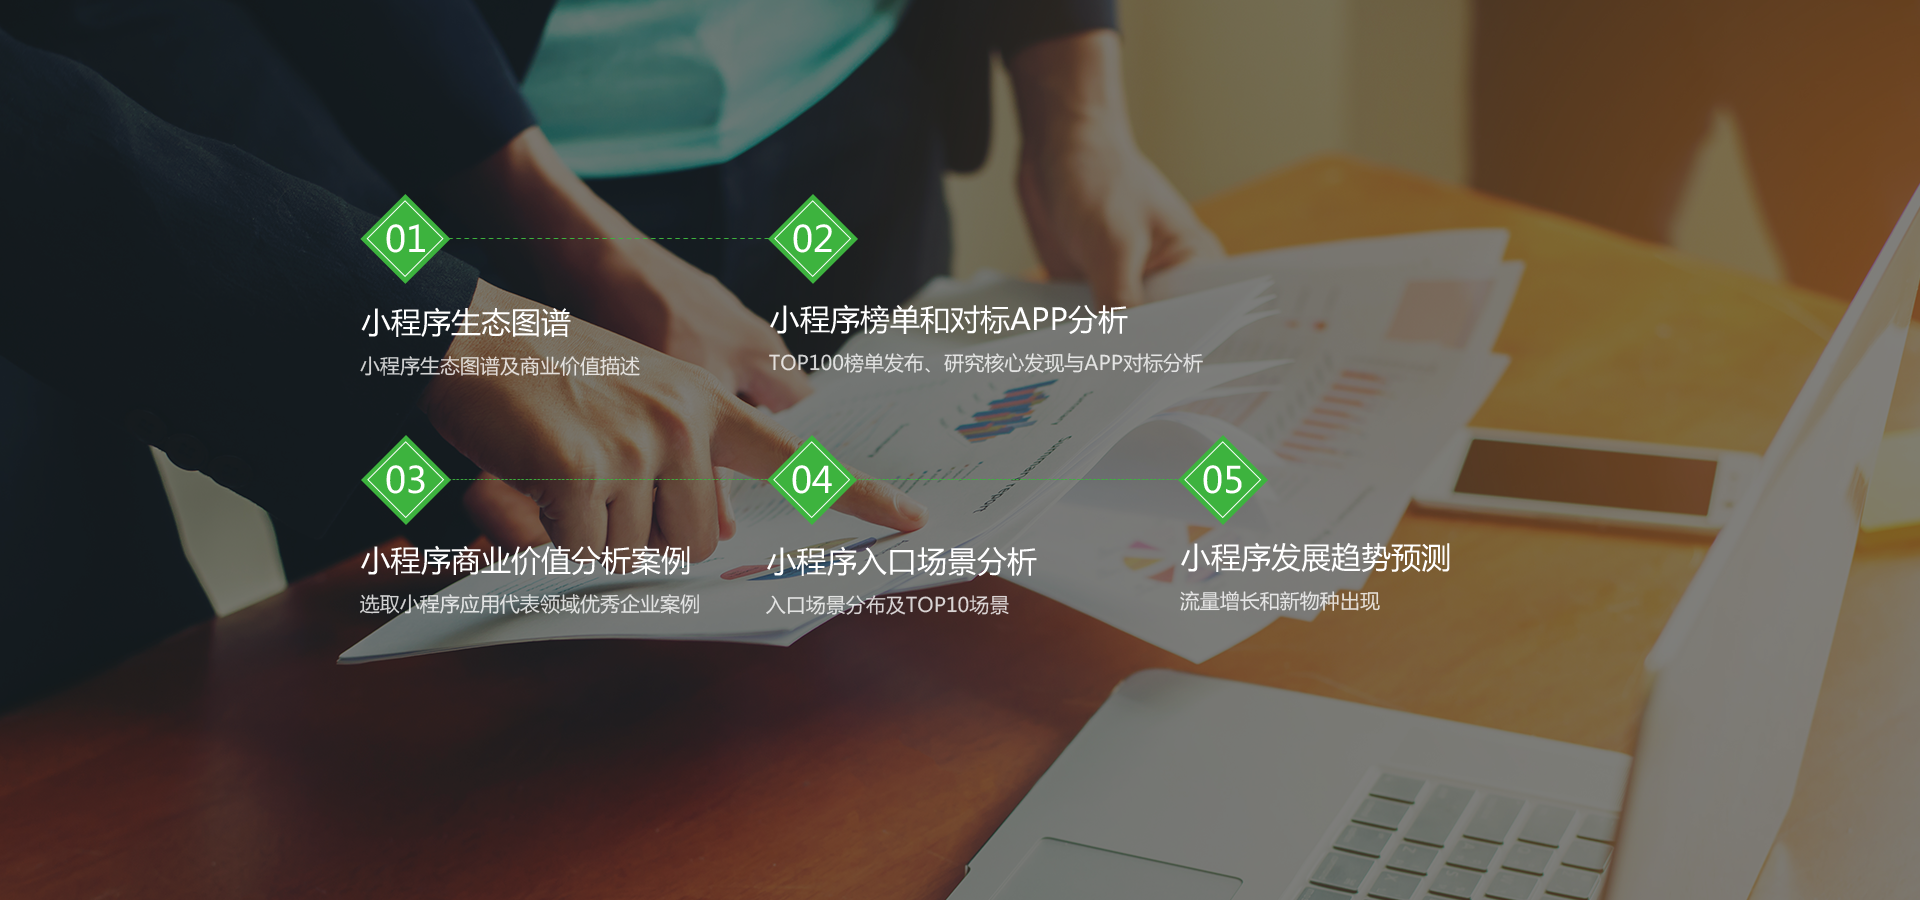 01
02
小程序生态图谱
小程序生态图谱及商业价值描述
小程序榜单和对标APP分析
TOP100榜单发布、研究核心发现与APP对标分析
03
04
05
小程序商业价值分析案例
选取小程序应用代表领域优秀企业案例
小程序入口场景分析
入口场景分布及TOP10场景
小程序发展趋势预测
流量增长和新物种出现